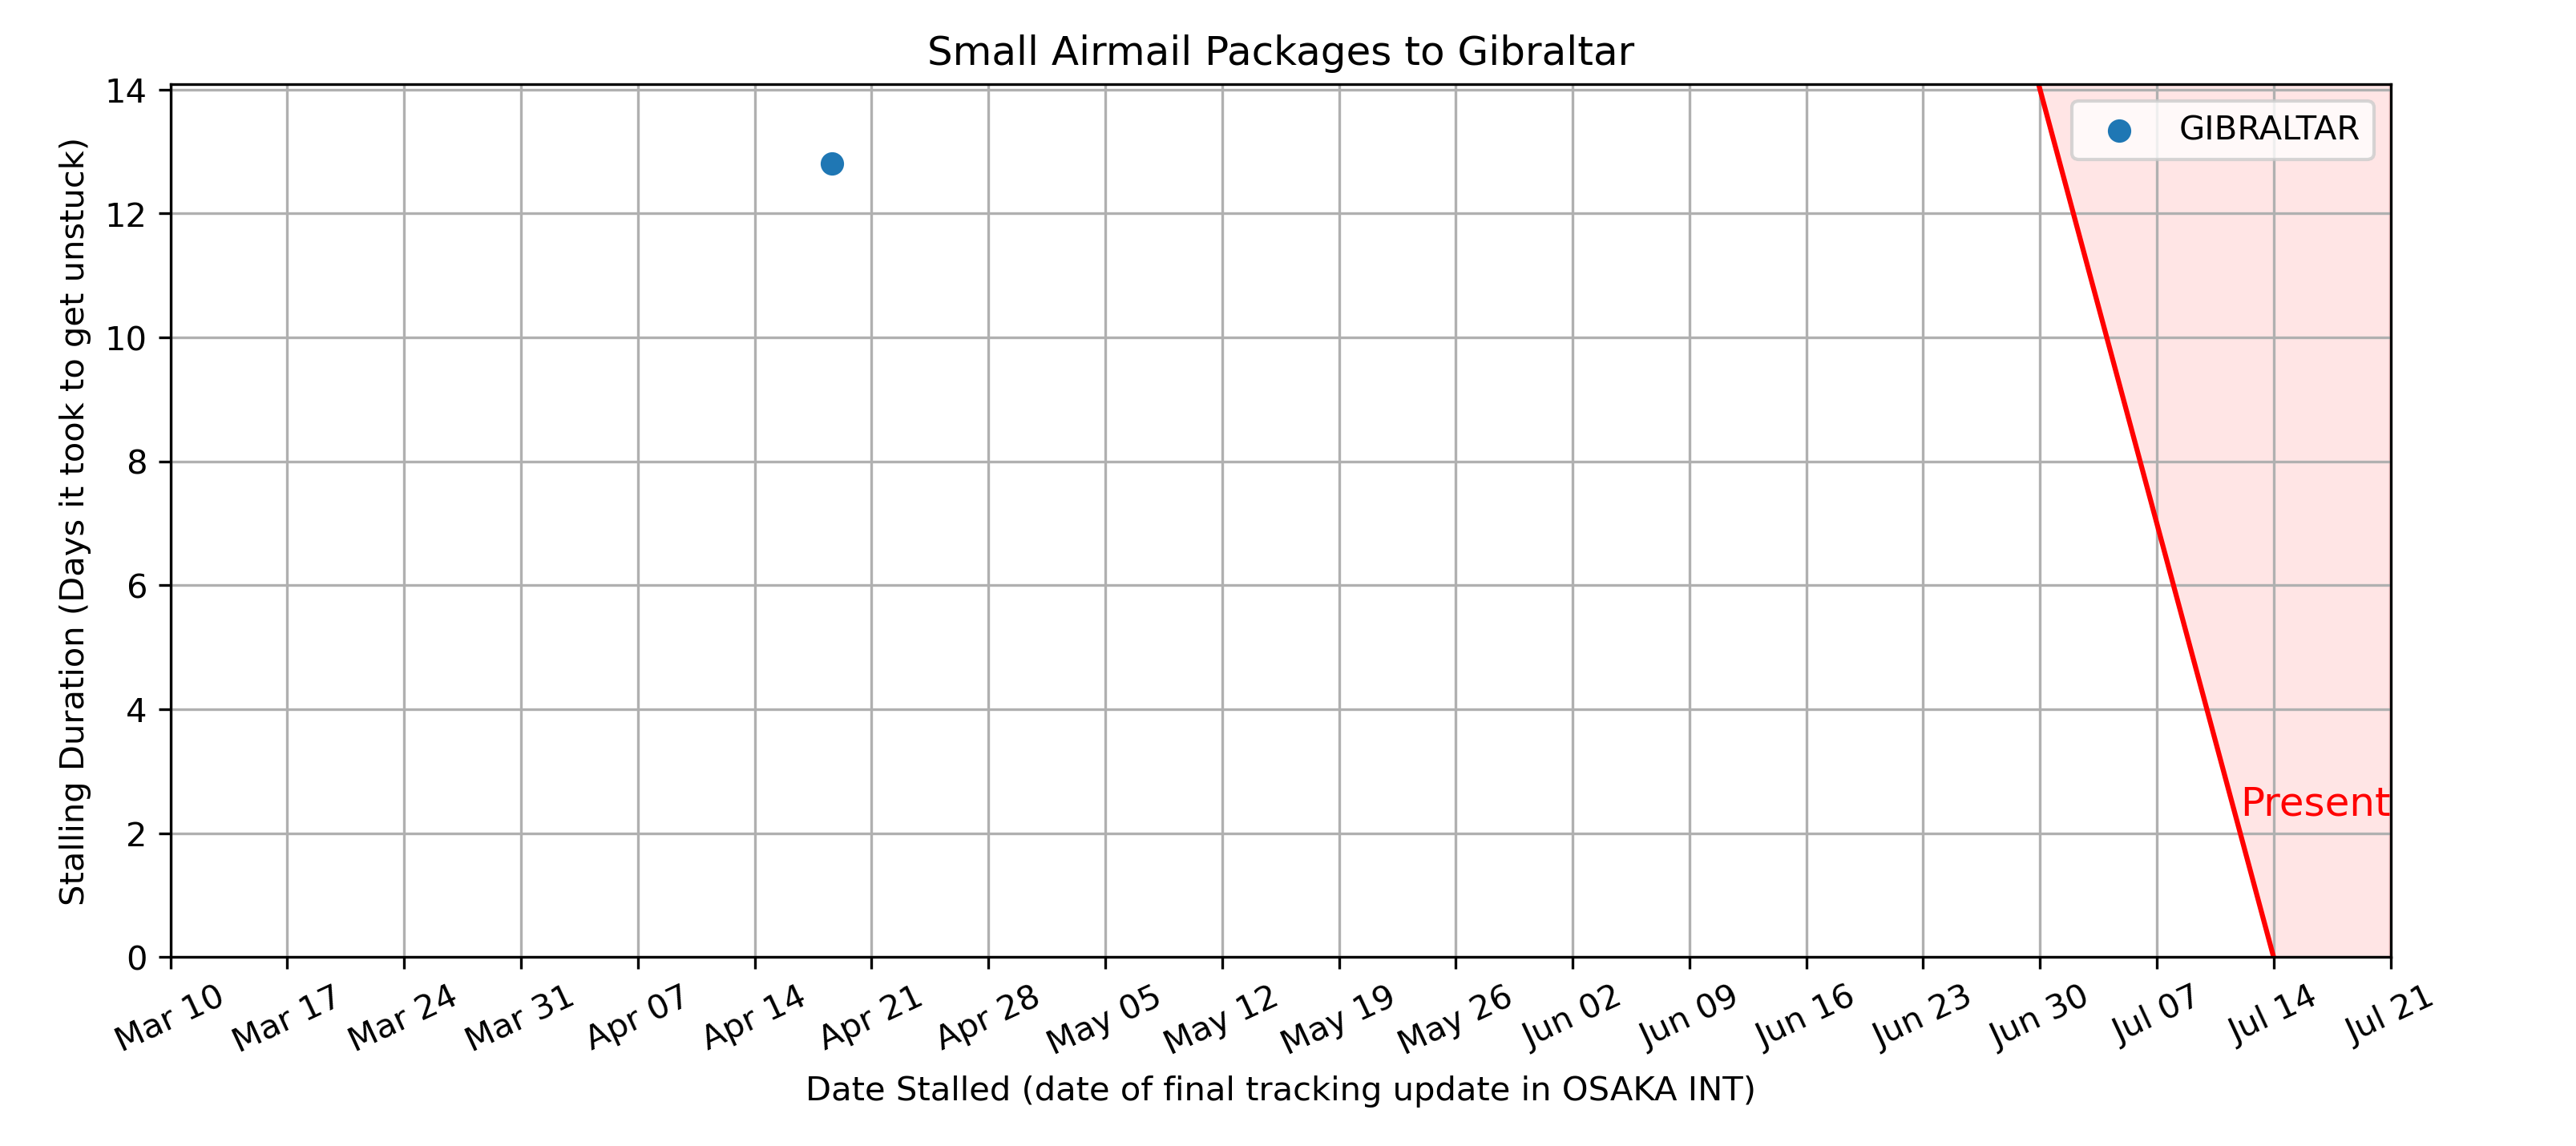 Small Airmail Packages to Gibraltar
GIBRALTAR
Stalling Duration (Days it took to get unstuck)
14
12
10
8
6
4
2
0
Present
Mar 10 Mar 17 Mar 24 Mar 31 Apr 07 Apr 14 Apr 21 Apr 28 May 05 May 12 May 19 May 26 Jun 02 Jun 09 Jun 16 Jun 23 Jun 30 Jul 07 Jul 14 Jul 21
Date Stalled (date of final tracking update in OSAKA INT)